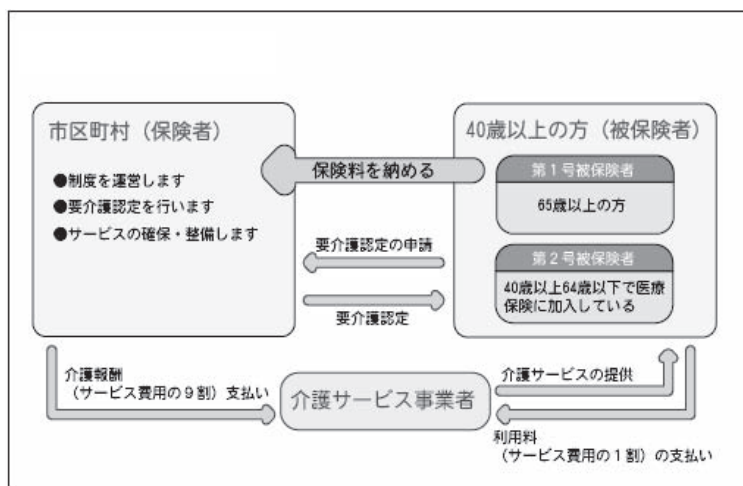 市区町村（保険者）
●制度を運営します
●要介護認定を行います
●サービスの確保・整備します
保険料を納める
40歳以上の方（被保険者）
第１号被保険者
65歳以上の方
第２号被保険者
40歳以上64歳以下で医療
保険に加入している
要介護認定の申請
要介護認定
介護報酬
（サービス費用の９割）支払い
介護サービス事業者
介護サービスの提供
利用料
（サービス費用の１割）の支払い